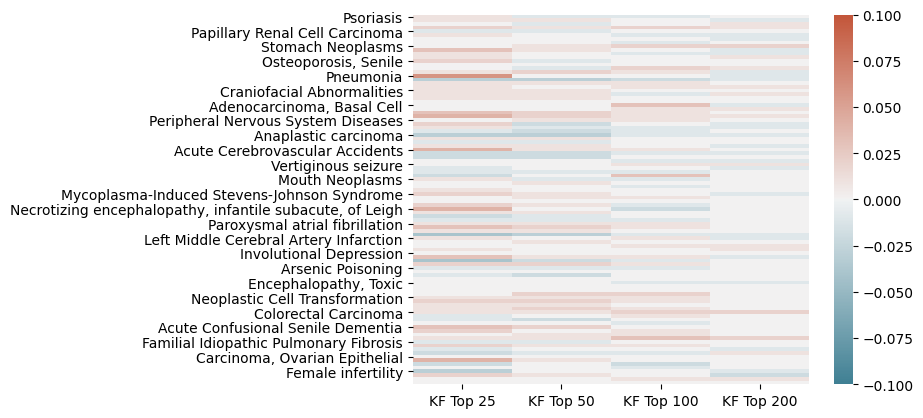 Psoriasis
Papillary Renal Cell Carcinoma
Stomach Neoplasms
Osteoporosis, Senile
Pneumonia
Craniofacial Abnormalities
Adenocarcinoma, Basal Cell
Peripheral Nervous System Diseases
Anaplastic carcinoma
Acute Cerebrovascular Accidents
Vertiginous seizure
Mouth Neoplasms
Mycoplasma-Induced Stevens-Johnson Syndrome
Necrotizing encephalopathy, infantile subacute, of Leigh
Paroxysmal atrial fibrillation
Left Middle Cerebral Artery Infarction
Involutional Depression
Arsenic Poisoning
Encephalopathy, Toxic
Neoplastic Cell Transformation
Colorectal Carcinoma
Acute Confusional Senile Dementia
Familial Idiopathic Pulmonary Fibrosis
Carcinoma, Ovarian Epithelial
Female infertility
KF Top 25 KF Top 50 KF Top 100 KF Top 200
0.100
0.075
0.050
0.025
0.000
−0.025
−0.050
−0.075
−0.100